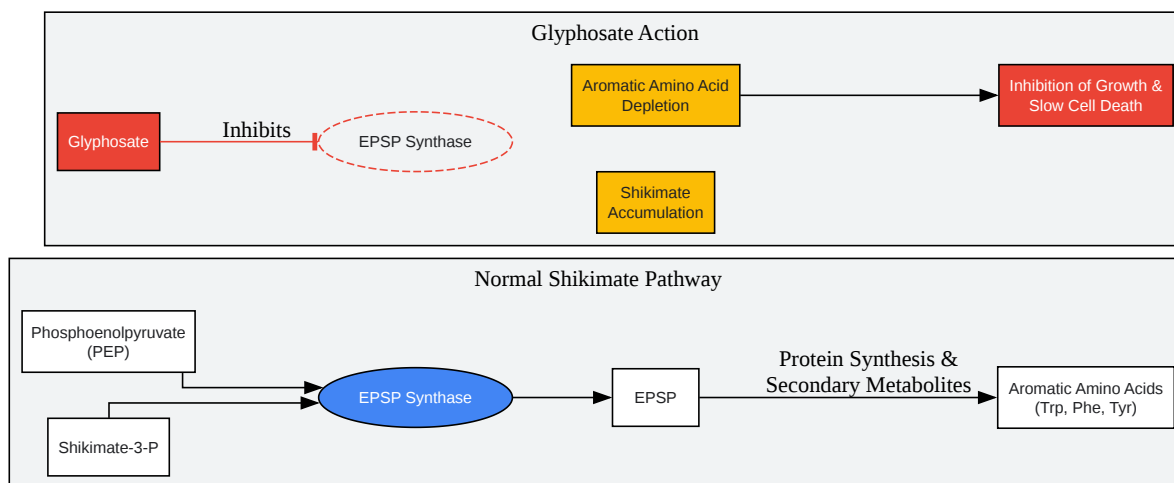 Glyphosate Action
Aromatic Amino Acid
Depletion
Inhibition of Growth &
Slow Cell Death
Glyphosate
Inhibits
EPSP Synthase
Shikimate
Accumulation
Normal Shikimate Pathway
Phosphoenolpyruvate
(PEP)
Shikimate-3-P
EPSP Synthase
EPSP
Protein Synthesis &
Secondary Metabolites
Aromatic Amino Acids
(Trp, Phe, Tyr)